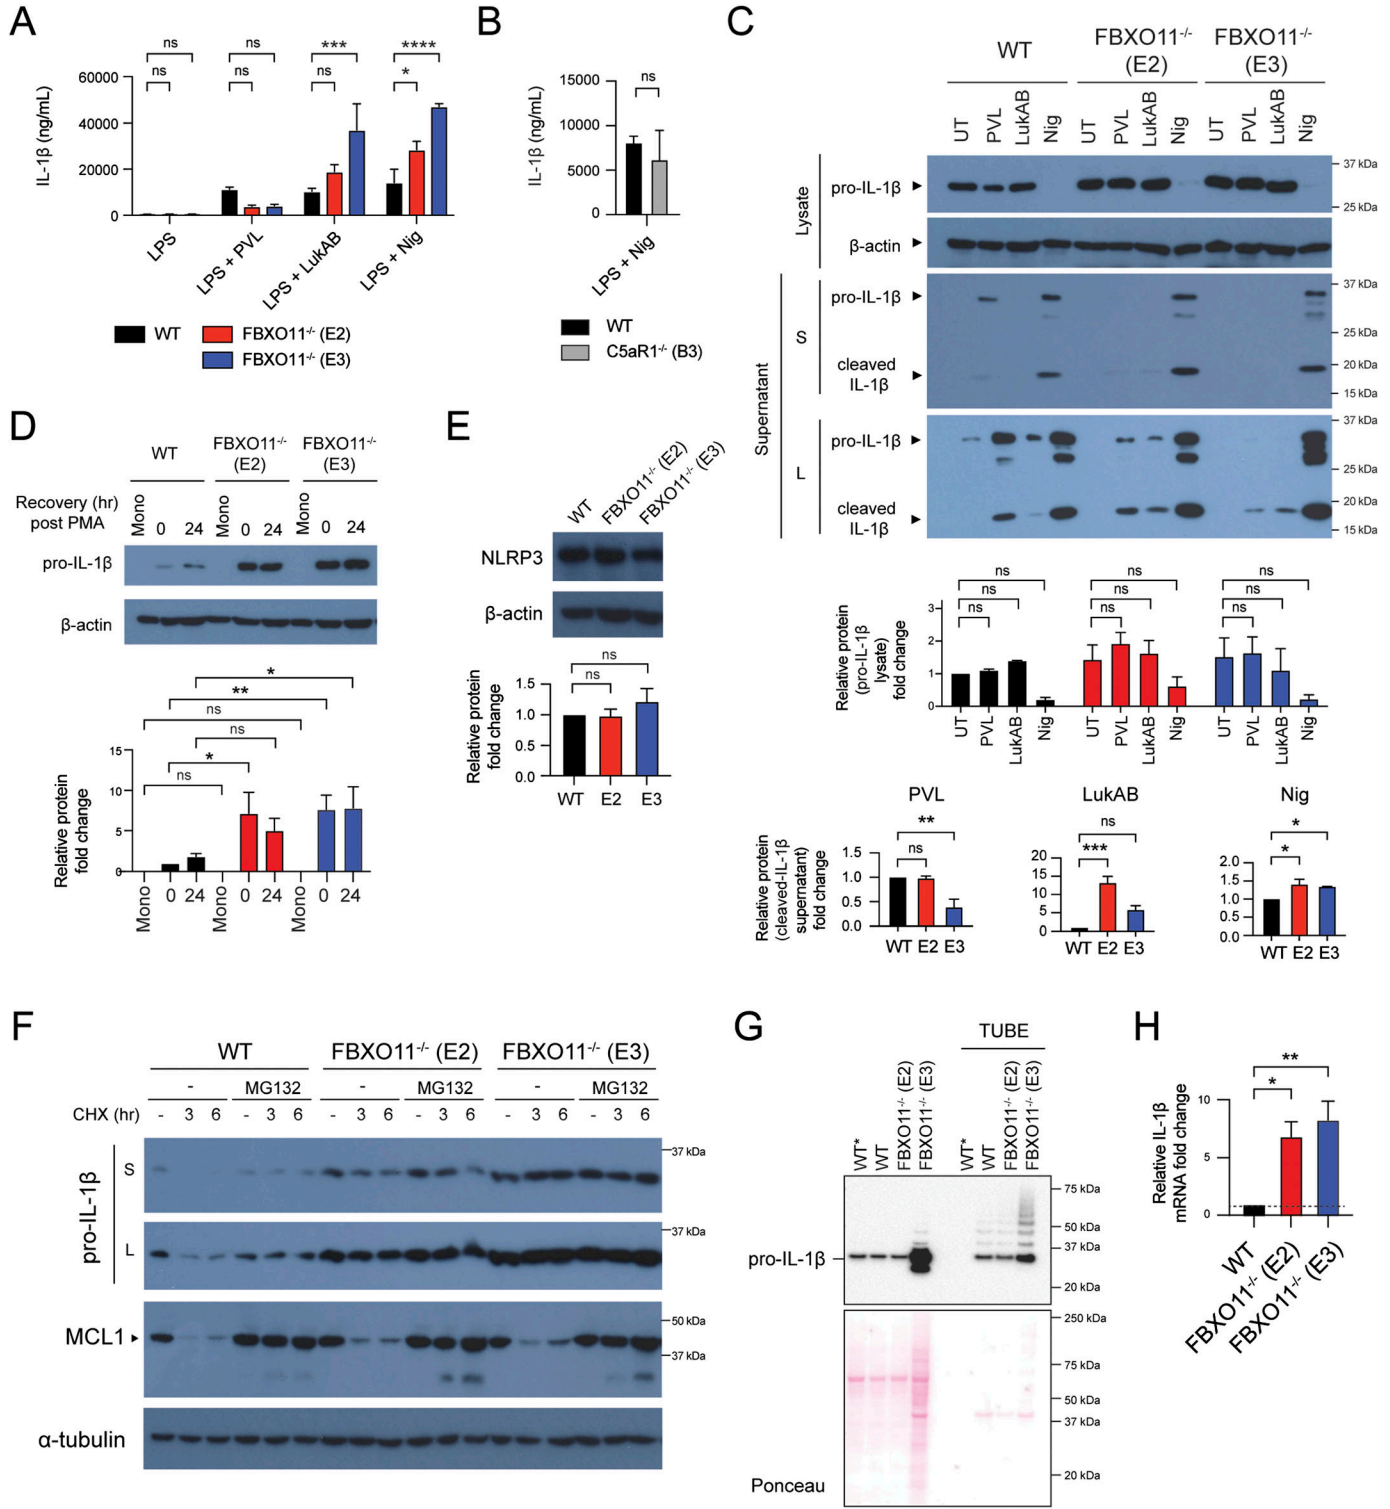 A
ns
ns
***
****
ns
ns
ns
*
60000
40000
20000
0
IL-1β (ng/mL)
LPS
LPS + PVL
LPS + LukAB
LPS + Nig
WT
FBXO11-/- (E2)
FBXO11-/- (E3)
B
ns
15000
10000
5000
0
IL-1β (ng/mL)
LPS + Nig
WT
C5aR1-/- (B3)
C
WT
FBXO11-/-
(E2)
FBXO11-/-
(E3)
UT
PVL
LukAB
Nig
UT
PVL
LukAB
Nig
UT
PVL
LukAB
Nig
Lysate
pro-IL-1β
37 kDa
25 kDa
β-actin
Supernatant
S
pro-IL-1β
cleaved
IL-1β
37 kDa
25 kDa
20 kDa
15 kDa
L
pro-IL-1β
cleaved
IL-1β
37 kDa
25 kDa
20 kDa
15 kDa
ns
ns
ns
ns
ns
ns
ns
ns
ns
3
2
1
0
Relative protein
(pro-IL-1β
lysate)
fold change
UT
PVL
LukAB
Nig
UT
PVL
LukAB
Nig
UT
PVL
LukAB
Nig
Relative protein
(cleaved-IL-1β
supernatant)
fold change
PVL
**
ns
1.5
1.0
0.5
0.0
WT E2 E3
LukAB
ns
***
20
15
10
5
0
WT E2 E3
Nig
*
*
2.0
1.5
1.0
0.5
0.0
WT E2 E3
D
WT
FBXO11-/-
(E2)
FBXO11-/-
(E3)
Recovery (hr)
post PMA
Mono
0
24
Mono
0
24
Mono
0
24
pro-IL-1β
β-actin
*
**
ns
ns
*
ns
15
10
5
0
Relative protein
fold change
Mono
0
24
Mono
0
24
Mono
0
24
E
WT
FBXO11-/- (E2)
FBXO11-/- (E3)
NLRP3
β-actin
ns
ns
1.5
1.0
0.5
0.0
Relative protein
fold change
WT E2 E3
F
WT
FBXO11-/- (E2)
FBXO11-/- (E3)
- MG132 - MG132 - MG132
CHX (hr) - 3 6 - 3 6 - 3 6 - 3 6 - 3 6 - 3 6
pro-IL-1β
S
37 kDa
L
37 kDa
MCL1
50 kDa
37 kDa
α-tubulin
G
TUBE
WT*
WT
FBXO11-/- (E2)
FBXO11-/- (E3)
WT*
WT
FBXO11-/- (E2)
FBXO11-/- (E3)
pro-IL-1β
75 kDa
50 kDa
37 kDa
20 kDa
Ponceau
250 kDa
75 kDa
50 kDa
37 kDa
20 kDa
H
**
*
10
5
0
Relative IL-1β
mRNA fold change
WT
FBXO11-/- (E2)
FBXO11-/- (E3)